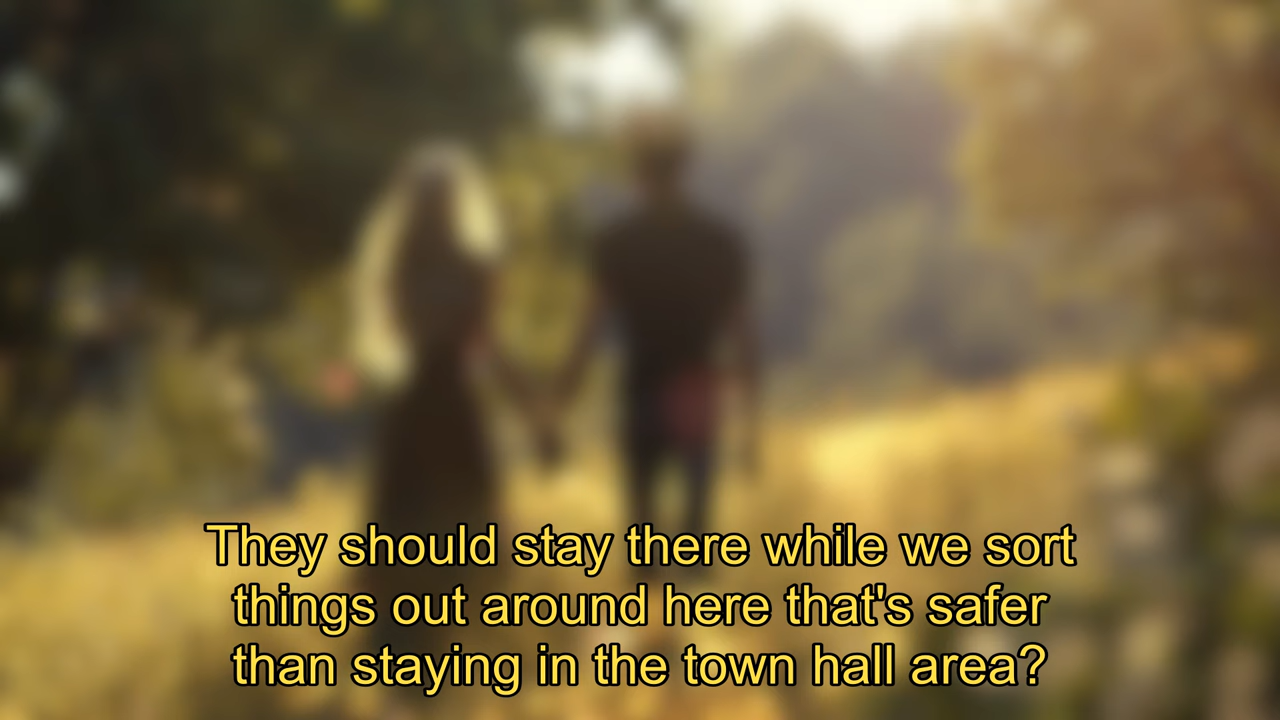 They should stay there while we sort
things out around here that's safer
than staying in the town hall area?